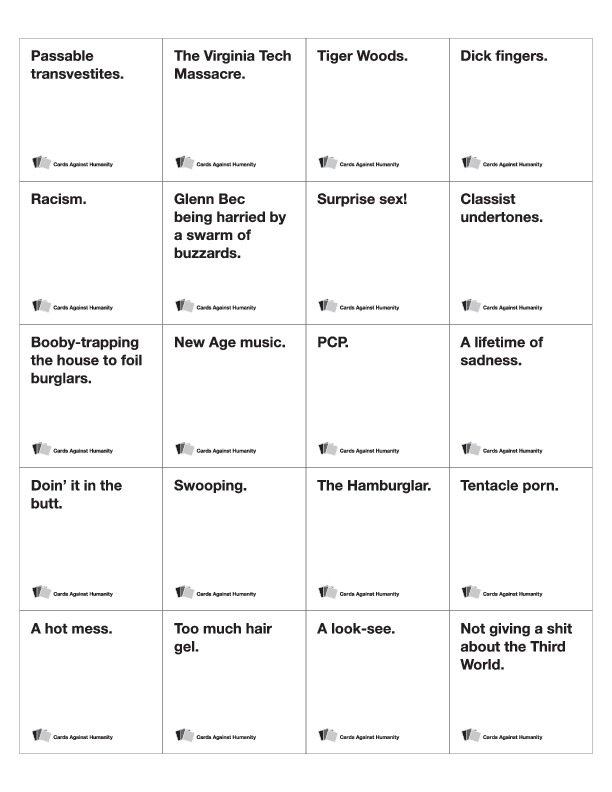 Passable
transvestites.
Cards Against Humanity
The Virginia Tech
Massacre.
Cards Against Humanity
Tiger Woods.
Cards Against Humanity
Dick fingers.
Cards Against Humanity
Racism.
Cards Against Humanity
Glenn Bec
being harried by
a swarm of
buzzards.
Cards Against Humanity
Surprise sex!
Cards Against Humanity
Classist
undertones.
Cards Against Humanity
Booby-trapping
the house to foil
burglars.
Cards Against Humanity
New Age music.
Cards Against Humanity
PCP.
Cards Against Humanity
A lifetime of
sadness.
Cards Against Humanity
Doin’ it in the
butt.
Cards Against Humanity
Swooping.
Cards Against Humanity
The Hamburglar.
Cards Against Humanity
Tentacle porn.
Cards Against Humanity
A hot mess.
Cards Against Humanity
Too much hair
gel.
Cards Against Humanity
A look-see.
Cards Against Humanity
Not giving a shit
about the Third
World.
Cards Against Humanity